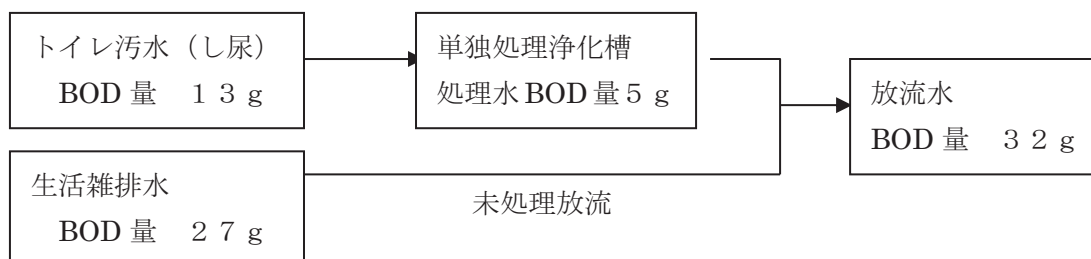 トイレ汚水（し尿）
BOD 量　１３ｇ
単独処理浄化槽
処理水 BOD 量５ｇ
放流水
BOD 量　３２ｇ
生活雑排水
BOD 量　２７ｇ
未処理放流